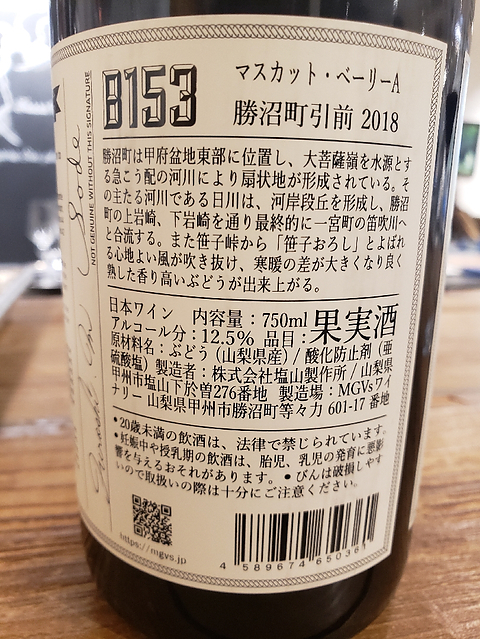 B153
マスカット・ベーリーA
勝沼町引前 2018
勝沼町は甲府盆地東部に位置し、大菩薩嶺を水源とす
る急こう配の河川により扇状地が形成されている。そ
の主たる河川である日川は、河岸段丘を形成し、勝沼
町の上岩崎、下岩崎を通り最終的に一宮町の笛吹川へ
と合流する。また笹子峠から「笹子おろし」とよばれ
る心地よい風が吹き抜け、寒暖の差が大きくなり良く
熟した香り高いぶどうが出来上がる。
日本ワイン 内容量：750ml 果実酒
アルコール分：12.5% 品目：
原材料名：ぶどう（山梨県産）/ 酸化防止剤（亜
硫酸塩）製造者：株式会社塩山製作所 / 山梨県
甲州市塩山下於曽276番地 製造場：MGVsワイ
ナリー 山梨県甲州市勝沼町等々力 601-17 番地
•20歳未満の飲酒は、法律で禁じられています。
•妊娠中や授乳期の飲酒は、胎児、乳児の発育に悪影
響を与えるおそれがあります。 •びんは破損しやす
いので取扱いの際は十分にご注意ください。
https://mgvs.jp
4 589674 65036
NOT GENUINE WITHOUT THIS SIGNATURE